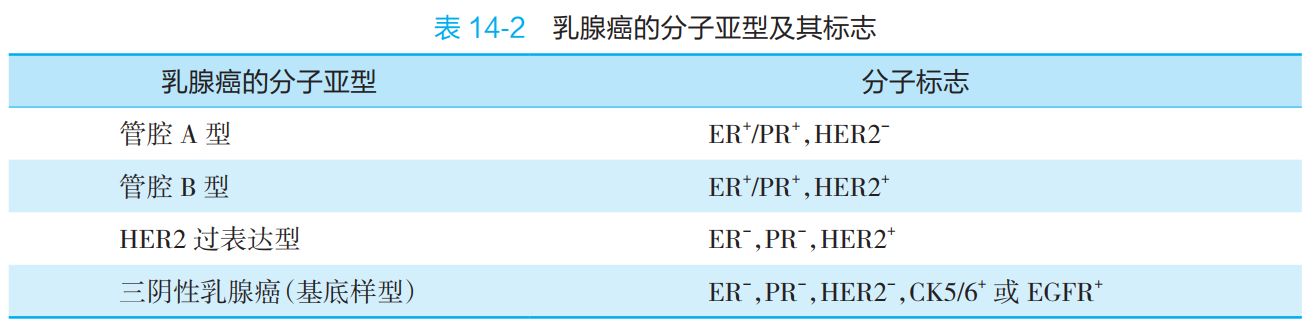 表 14-2 乳腺癌的分子亚型及其标志
乳腺癌的分子亚型 分子标志
管腔 A 型 ER⁺/PR⁺,HER2⁻
管腔 B 型 ER⁺/PR⁺,HER2⁺
HER2 过表达型 ER⁻,PR⁻,HER2⁺
三阴性乳腺癌(基底样型) ER⁻,PR⁻,HER2⁻,CK5/6⁺ 或 EGFR⁺